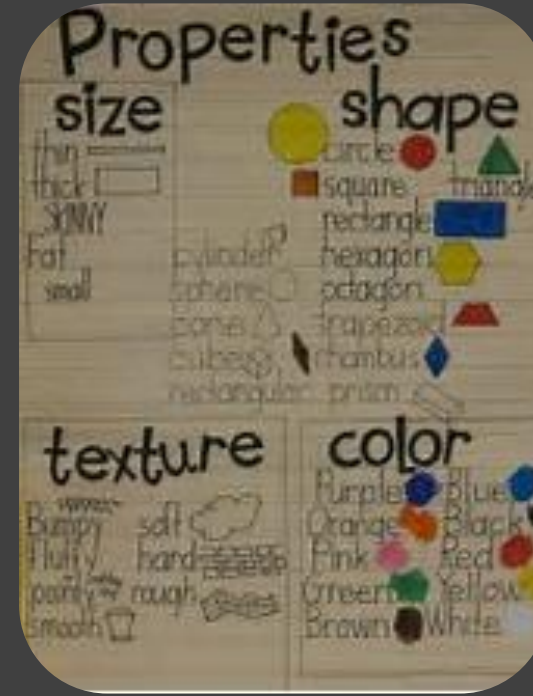 Properties
size
thin
thick
SKINNY
Fat
small
shape
circle
square triangle
rectangle
cylinder hexagon
sphere octagon
cone trapezoid
cube rhombus
rectangular prism
texture
Bumpy soft
fluffy hard
pointy rough
smooth
color
Purple Blue
Orange Black
Pink Red
Green Yellow
Brown White